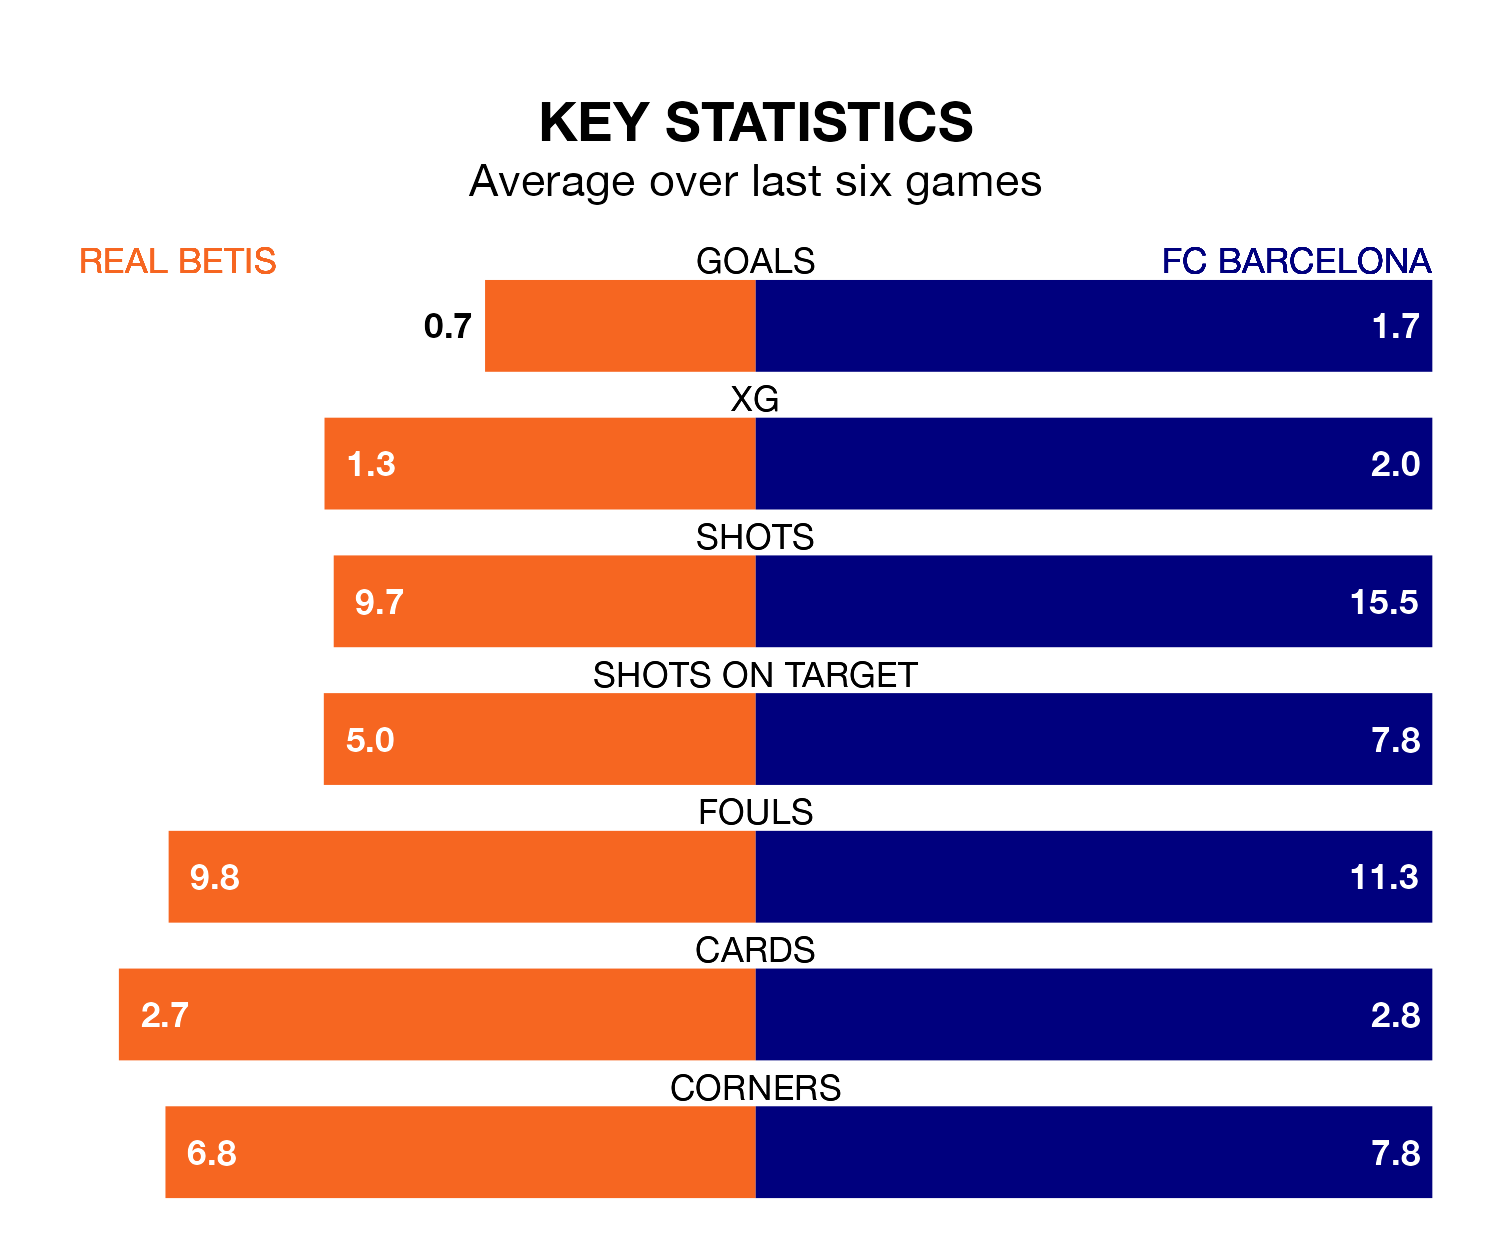 KEY STATISTICS
Average over last six games
REAL BETIS GOALS FC BARCELONA
0.7 1.7
XG
1.3 2.0
SHOTS
9.7 15.5
SHOTS ON TARGET
5.0 7.8
FOULS
9.8 11.3
CARDS
2.7 2.8
CORNERS
6.8 7.8